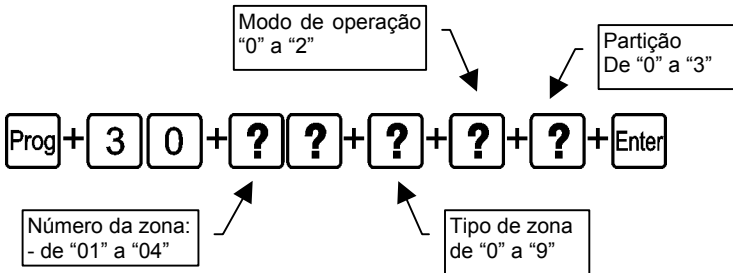 Modo de operação
“0” a “2”
Partição
De “0” a “3”
Prog + 3 0 + ? ? + ? + ? + ? + Enter
Número da zona:
- de “01” a “04”
Tipo de zona
de “0” a “9”